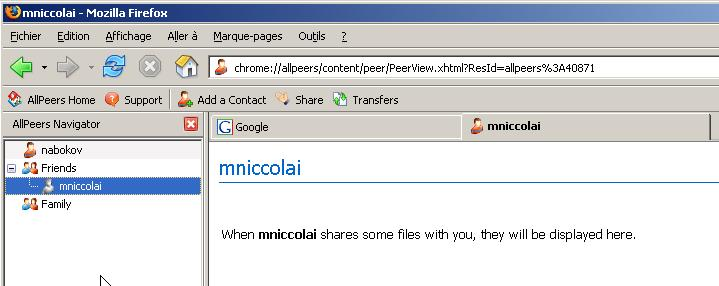 mniccolai - Mozilla Firefox
Fichier Edition Affichage Aller à Marque-pages Outils ?
chrome://allpeers/content/peer/PeerView.xhtml?ResId=allpeers%3A40871
AllPeers Home Support Add a Contact Share Transfers
AllPeers Navigator
nabokov
Friends
mniccolai
Family
Google mniccolai
mniccolai
When mniccolai shares some files with you, they will be displayed here.